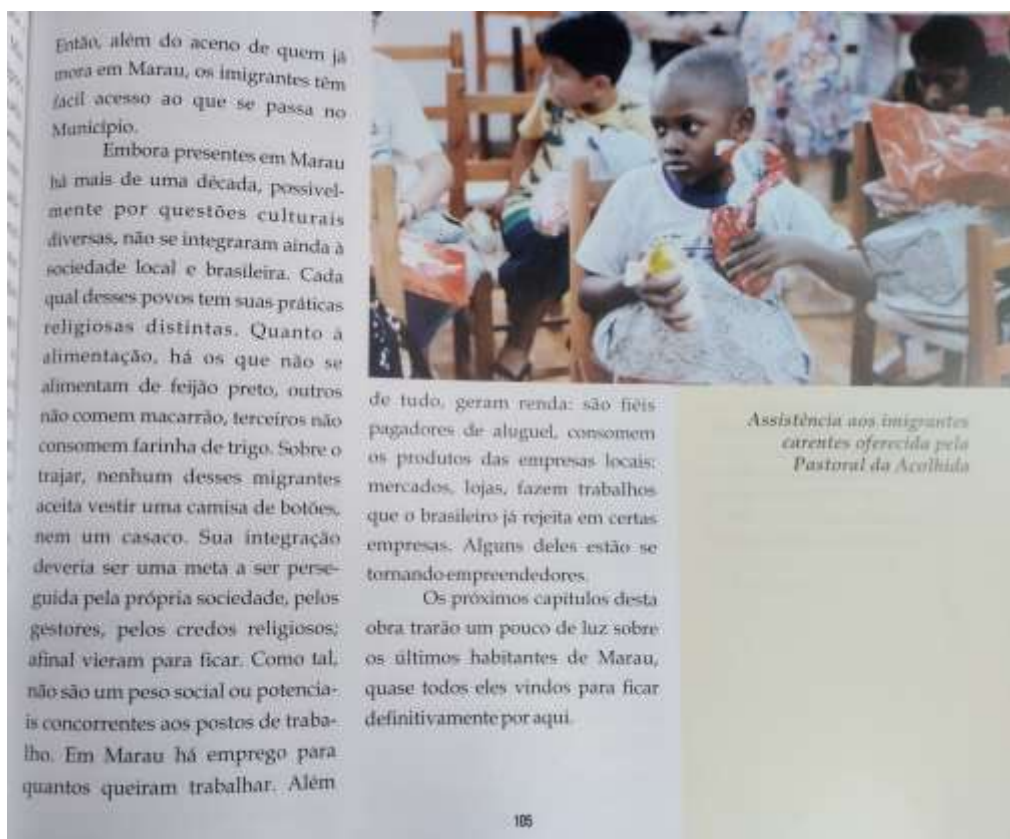 Então, além do aceno de quem já
mora em Marau, os imigrantes têm
fácil acesso ao que se passa no
Município.
Embora presentes em Marau
há mais de uma década, possivel-
mente por questões culturais
diversas, não se integraram ainda à
sociedade local e brasileira. Cada
qual desses povos tem suas práticas
religiosas distintas. Quanto à
alimentação, há os que não se
alimentam de feijão preto, outros
não comem macarrão, terceiros não
consomem farinha de trigo. Sobre o
trajar, nenhum desses migrantes
aceita vestir uma camisa de botões,
nem um casaco. Sua integração
deveria ser uma meta a ser perse-
guida pela própria sociedade, pelos
gestores, pelos credos religiosos;
afinal vieram para ficar. Como tal,
não são um peso social ou potencia-
is concorrentes aos postos de traba-
lho. Em Marau há emprego para
quantos queiram trabalhar. Além
de tudo, geram renda: são fiéis
pagadores de aluguel, consomem
os produtos das empresas locais:
mercados, lojas, fazem trabalhos
que o brasileiro já rejeita em certas
empresas. Alguns deles estão se
tornando empreendedores.
Os próximos capítulos desta
obra trarão um pouco de luz sobre
os últimos habitantes de Marau,
quase todos eles vindos para ficar
definitivamente por aqui.
Assistência aos imigrantes
carentes oferecida pela
Pastoral da Acolhida
105